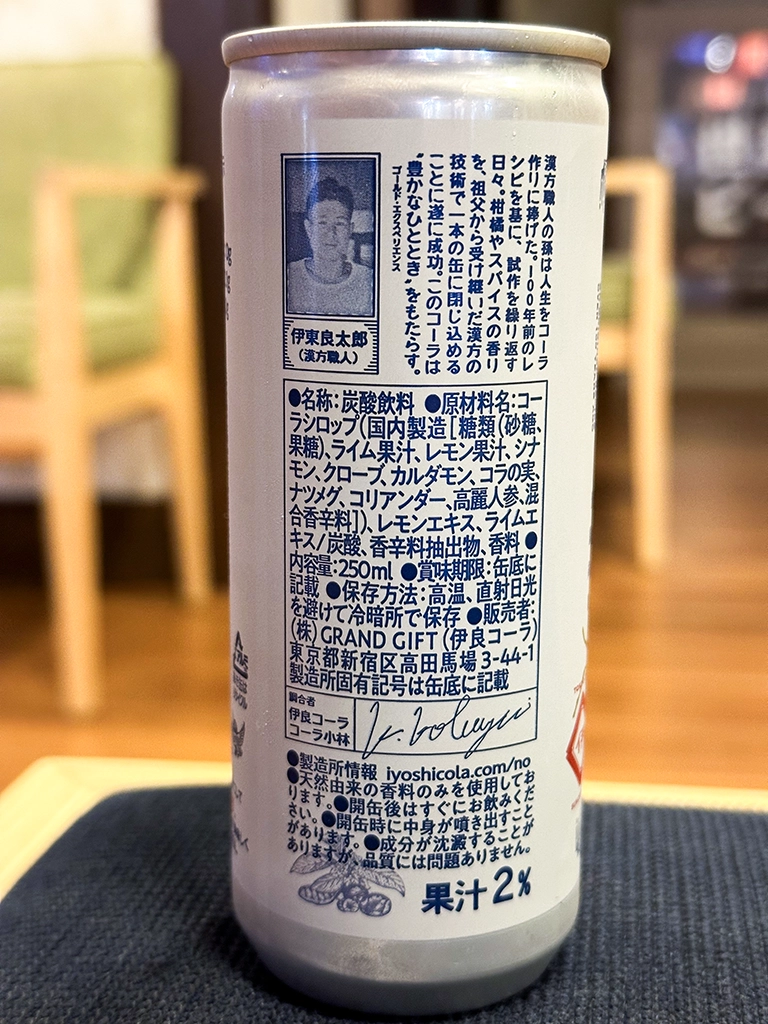 漢方職人の孫は人生をコーラ
作りに捧げた。100年前のレ
シピを基に、試作を繰り返す
日々。柑橘やスパイスの香り
を、祖父から受け継いだ漢方の
技術で一本の缶に閉じ込める
ことに遂に成功。このコーラは
“豊かなひととき”をもたらす。
ゴールド・エクスペリエンス
伊東良太郎
(漢方職人)
●名称:炭酸飲料 ●原材料名:コー
ラシロップ(国内製造[糖類(砂糖、
果糖)、ライム果汁、レモン果汁、シナ
モン、クローブ、カルダモン、コラの実、
ナツメグ、コリアンダー、高麗人参、混
合香辛料])、レモンエキス、ライムエ
キス/炭酸、香辛料抽出物、香料 ●
内容量:250ml ●賞味期限:缶底に
記載 ●保存方法:高温、直射日光
を避けて冷暗所で保存 ●販売者:
(株)GRAND GIFT(伊良コーラ)
東京都新宿区高田馬場3-44-1
製造所固有記号は缶底に記載
調合者
伊良コーラ
コーラ小林
●製造所情報 iyoshicola.com/no
●天然由来の香料のみを使用してお
ります。●開缶後はすぐにお飲みくだ
さい。●開缶時に中身が噴き出すこと
があります。●成分が沈澱することが
ありますが、品質には問題ありません。
果汁2%